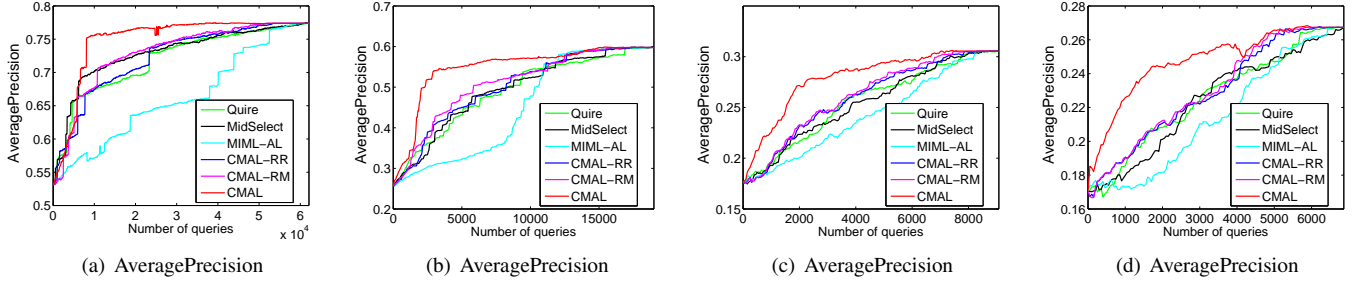 0.8
0.75
0.7
0.65
0.6
0.55
0.5
AveragePrecision
Quire
MidSelect
MIML−AL
CMAL−RR
CMAL−RM
CMAL
0 1 2 3 4 5 6
Number of queries
x 10^4
(a) AveragePrecision
0.7
0.6
0.5
0.4
0.3
0.2
AveragePrecision
Quire
MidSelect
MIML−AL
CMAL−RR
CMAL−RM
CMAL
0 5000 10000 15000
Number of queries
(b) AveragePrecision
0.3
0.25
0.2
0.15
AveragePrecision
Quire
MidSelect
MIML−AL
CMAL−RR
CMAL−RM
CMAL
0 2000 4000 6000 8000
Number of queries
(c) AveragePrecision
0.28
0.26
0.24
0.22
0.2
0.18
0.16
AveragePrecision
Quire
MidSelect
MIML−AL
CMAL−RR
CMAL−RM
CMAL
0 1000 2000 3000 4000 5000 6000
Number of queries
(d) AveragePrecision